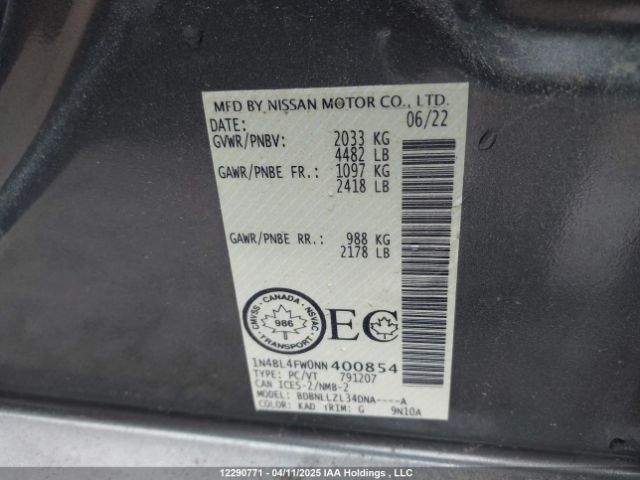 MFD BY NISSAN MOTOR CO., LTD.
DATE: 06/22
GVWR/PNBV: 2033 KG
4482 LB
GAWR/PNBE FR.: 1097 KG
2418 LB
GAWR/PNBE RR.: 988 KG
2178 LB
CANADA
CMVSS NSVAC
986
TRANSPORT
EC
1N4BL4FW0NN400854
TYPE: PC/VT 791207
CAN ICES-2/NMB-2
MODEL: BDBNLLZL34DNA----A
COLOR: KAD TRIM: G 9N10A
12290771 - 04/11/2025 IAA Holdings , LLC